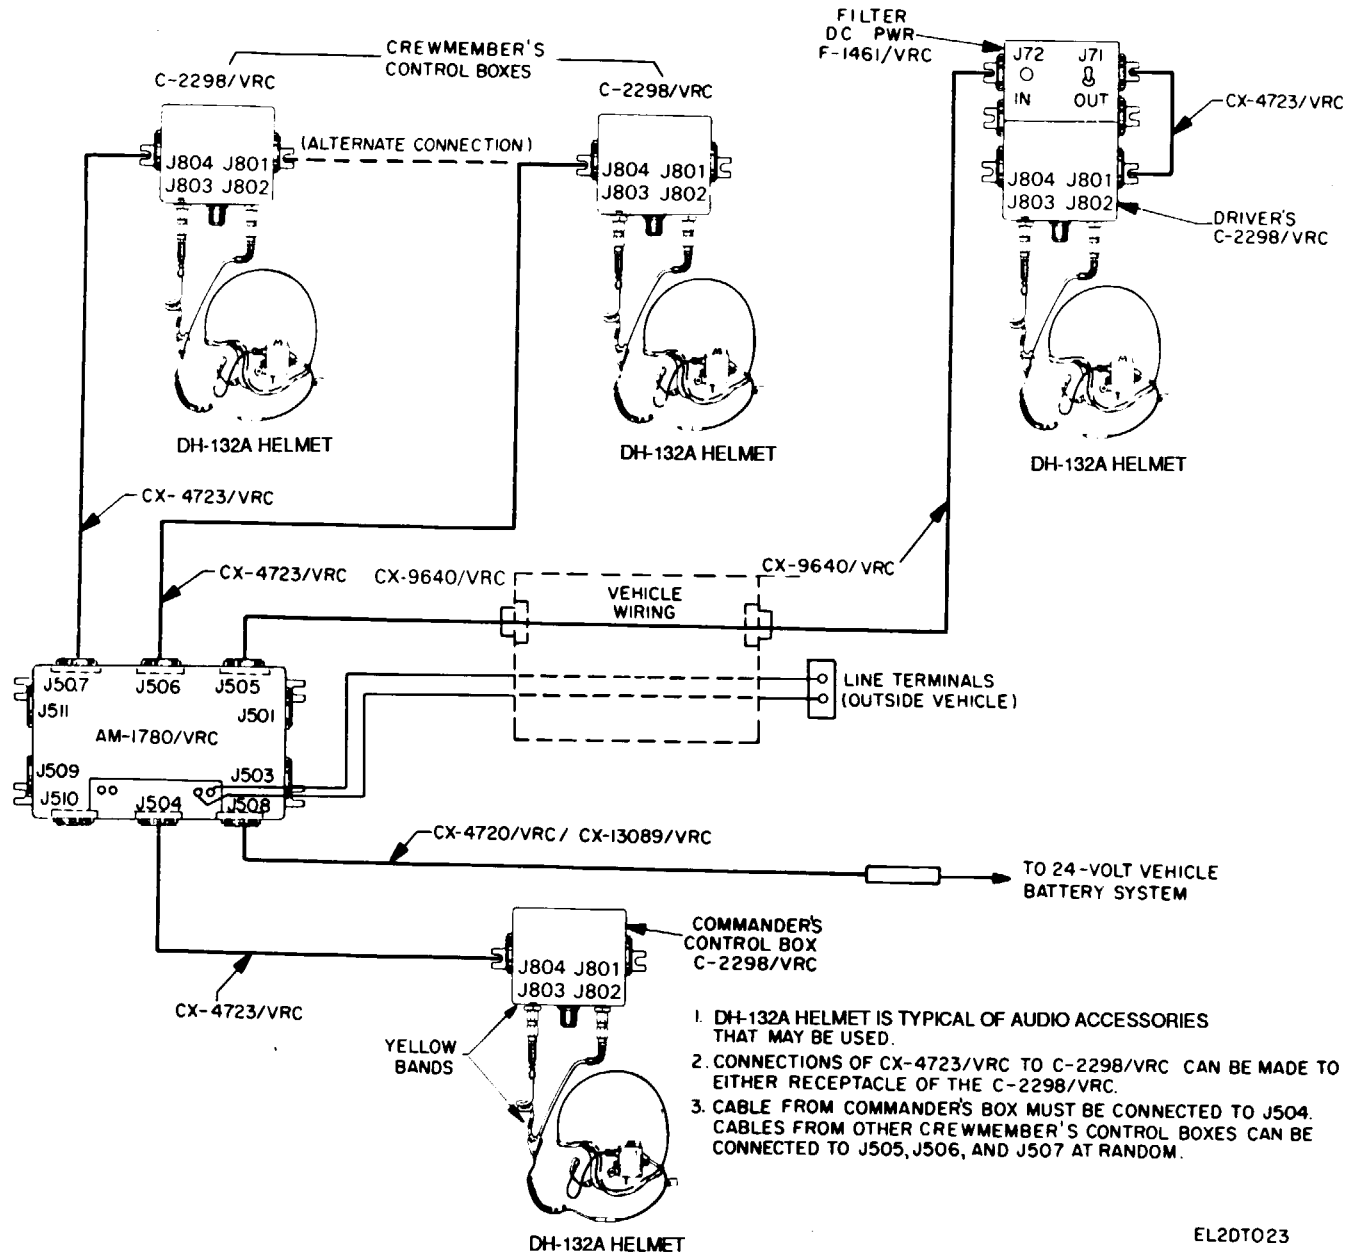 FILTER
DC PWR
F-1461/VRC
CREWMEMBER'S
CONTROL BOXES
C-2298/VRC
C-2298/VRC
J72 J71
IN OUT
CX-4723/VRC
(ALTERNATE CONNECTION)
J804 J801
J803 J802
J804 J801
J803 J802
J804 J801
J803 J802
DRIVER'S
C-2298/VRC
M
T
M
T
M
T
DH-132A HELMET
DH-132A HELMET
DH-132A HELMET
CX-4723/VRC
CX-4723/VRC
CX-9640/VRC
CX-9640/VRC
VEHICLE
WIRING
J507 J506 J505
J511 J501
AM-1780/VRC
J509 J503
J510 J504 J508
LINE TERMINALS
(OUTSIDE VEHICLE)
CX-4720/VRC/ CX-13089/VRC
TO 24-VOLT VEHICLE
BATTERY SYSTEM
COMMANDER'S
CONTROL BOX
C-2298/VRC
J804 J801
J803 J802
CX-4723/VRC
YELLOW
BANDS
T
DH-132A HELMET
1. DH-132A HELMET IS TYPICAL OF AUDIO ACCESSORIES
THAT MAY BE USED.
2. CONNECTIONS OF CX-4723/VRC TO C-2298/VRC CAN BE MADE TO
EITHER RECEPTACLE OF THE C-2298/VRC.
3. CABLE FROM COMMANDER'S BOX MUST BE CONNECTED TO J504.
CABLES FROM OTHER CREWMEMBER'S CONTROL BOXES CAN BE
CONNECTED TO J505, J506, AND J507 AT RANDOM.
EL2DT023